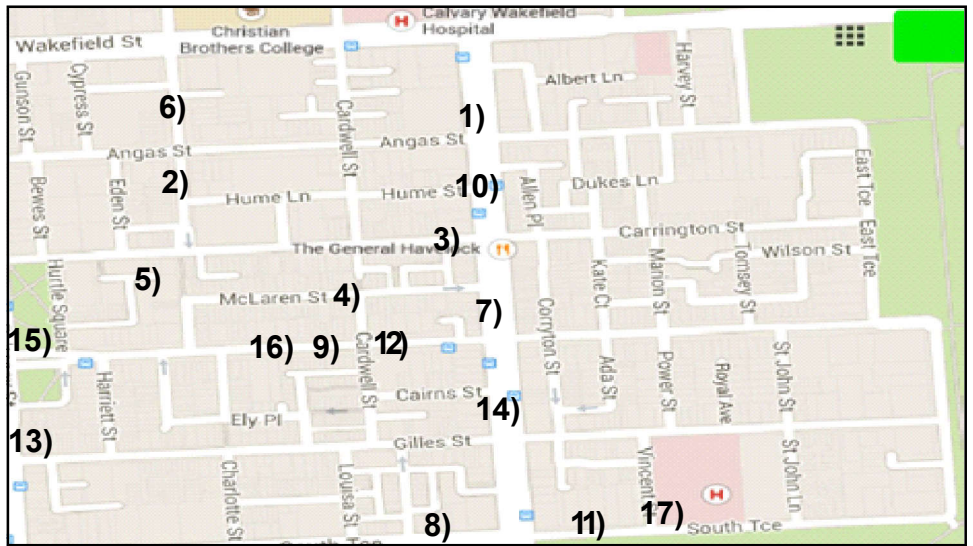 Calvary Wakefield
Hospital
H
Christian
Brothers College
Wakefield St
Gunson St
Cypress St
6)
Cardwell St
1)
Albert Ln
Harvey St
Angas St
Angas St
2)
Bewes St
Eden St
Hume Ln
Hume St
10)
Allen Pl
Dukes Ln
East Tce
East Tce
3)
The General Havelock
Carrington St
Wilson St
Hurtle Square
5)
McLaren St
4)
7)
Kate Ct
Marion St
Tomsey St
Corryton St
15)
16)
9)
12)
Cardwell St
Harriett St
Ada St
Power St
Royal Ave
St John St
Cairns St
14)
Ely Pl
13)
Gilles St
Charlotte St
Louisa St
Vincent St
St John Ln
H
8)
11)
17)
South Tce